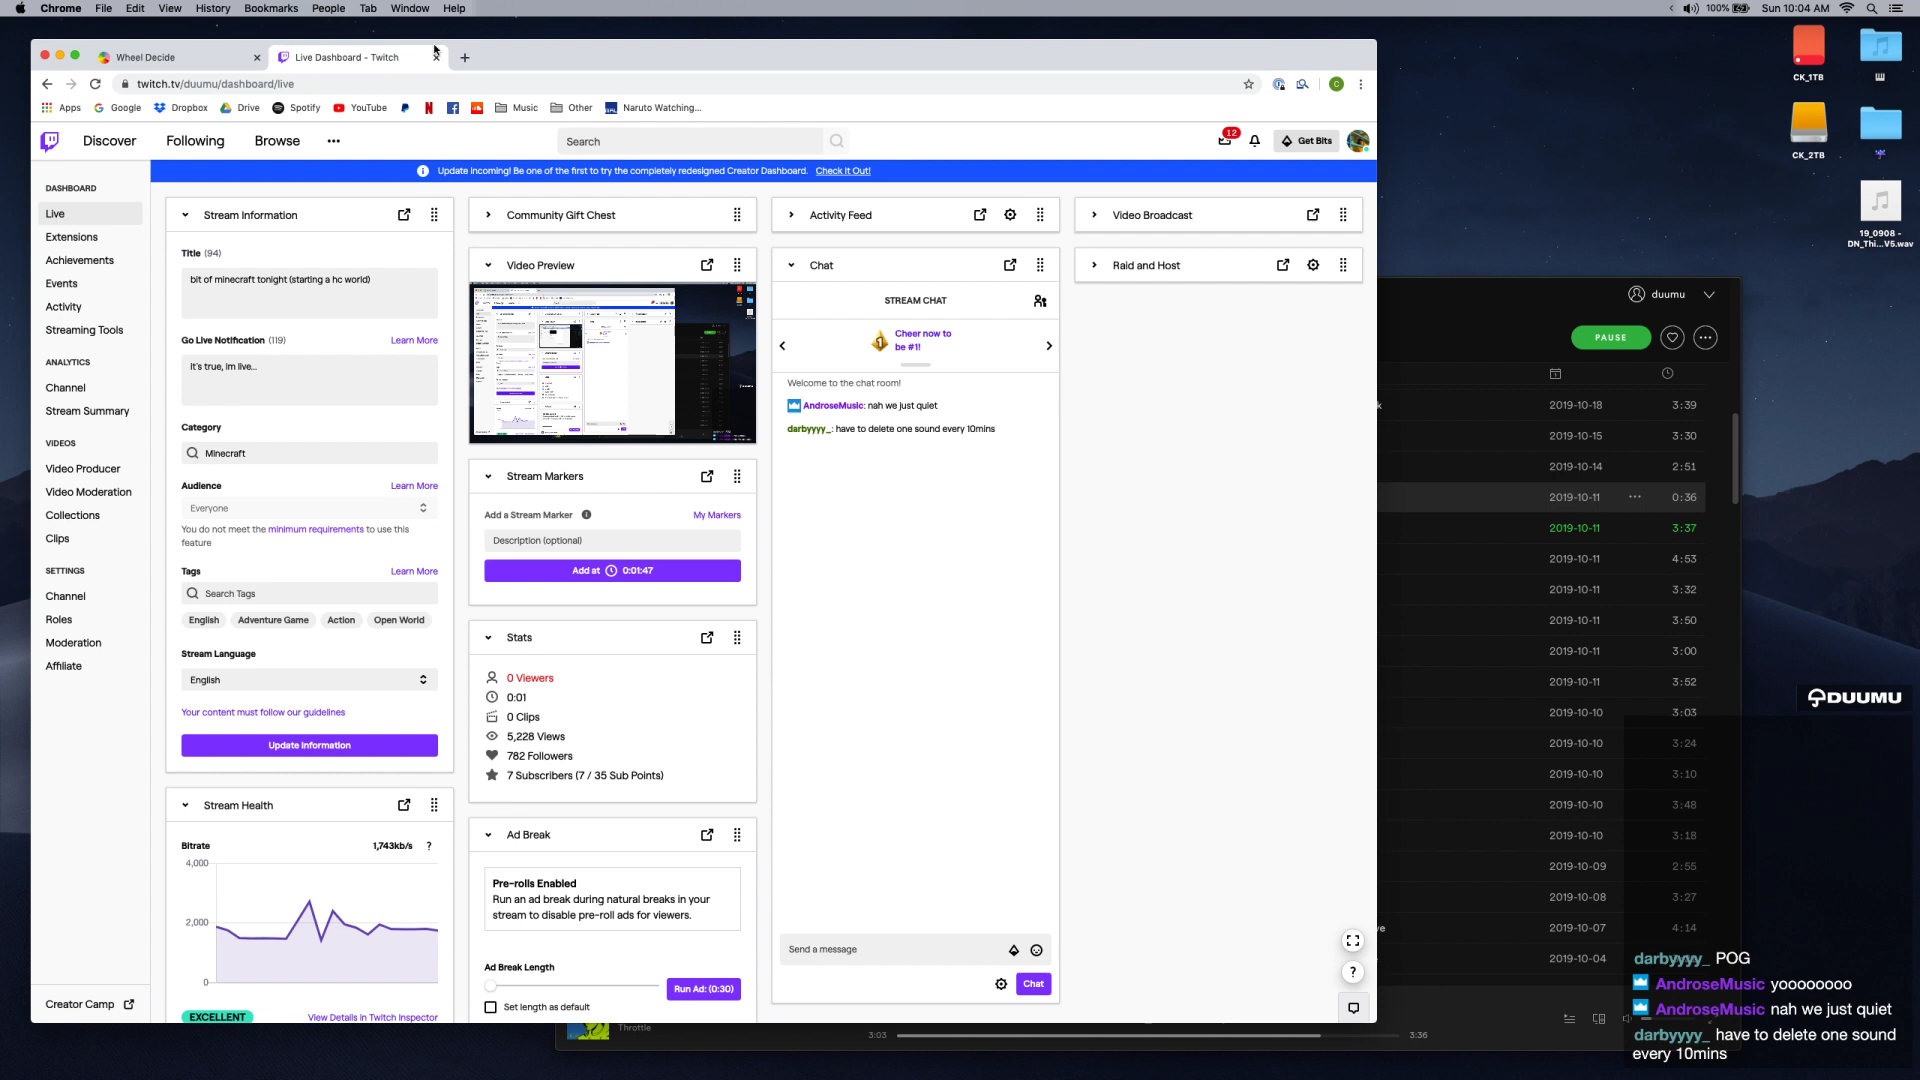 Chrome File Edit View History Bookmarks People Tab Window Help
100% Sun 10:04 AM
Wheel Decide
Live Dashboard - Twitch
twitch.tv/duumu/dashboard/live
Apps Google Dropbox Drive Spotify YouTube Music Other Naruto Watching...
Discover Following Browse
Search
12
Get Bits
Update incoming! Be one of the first to try the completely redesigned Creator Dashboard. Check It Out!
DASHBOARD
Live
Extensions
Achievements
Events
Activity
Streaming Tools
ANALYTICS
Channel
Stream Summary
VIDEOS
Video Producer
Video Moderation
Collections
Clips
SETTINGS
Channel
Roles
Moderation
Affiliate
Creator Camp
Stream Information
Title (94)
bit of minecraft tonight (starting a hc world)
Go Live Notification (119)
Learn More
It's true, im live...
Category
Minecraft
Audience
Learn More
Everyone
You do not meet the minimum requirements to use this
feature
Tags
Learn More
Search Tags
English Adventure Game Action Open World
Stream Language
English
Your content must follow our guidelines
Update Information
Stream Health
Bitrate 1,743kb/s ?
4,000
2,000
0
EXCELLENT
View Details in Twitch Inspector
Community Gift Chest
Video Preview
Stream Markers
Add a Stream Marker
My Markers
Description (optional)
Add at 0:01:47
Stats
0 Viewers
0:01
0 Clips
5,228 Views
782 Followers
7 Subscribers (7 / 35 Sub Points)
Ad Break
Pre-rolls Enabled
Run an ad break during natural breaks in your
stream to disable pre-roll ads for viewers.
Ad Break Length
Run Ad: (0:30)
Set length as default
Activity Feed
Chat
STREAM CHAT
1
Cheer now to
be #1!
Welcome to the chat room!
AndroseMusic: nah we just quiet
darbyyyy_: have to delete one sound every 10mins
Send a message
Chat
Video Broadcast
Raid and Host
?
CK_1TB
Ш
CK_2TB
19_0908 -
DN_Thi...V5.wav
duumu
PAUSE
k 2019-10-18 3:39
2019-10-15 3:30
2019-10-14 2:51
2019-10-11 0:36
2019-10-11 3:37
2019-10-11 4:53
2019-10-11 3:32
2019-10-11 3:50
2019-10-11 3:00
2019-10-11 3:52
2019-10-10 3:03
2019-10-10 3:24
2019-10-10 3:10
2019-10-10 3:48
2019-10-10 3:18
2019-10-09 2:55
2019-10-08 3:27
ve 2019-10-07 4:14
2019-10-04
Throttle
3:03
3:36
DUUMU
darbyyyy_ POG
AndroseMusic yoooooooo
AndroseMusic nah we just quiet
darbyyyy_ have to delete one sound
every 10mins